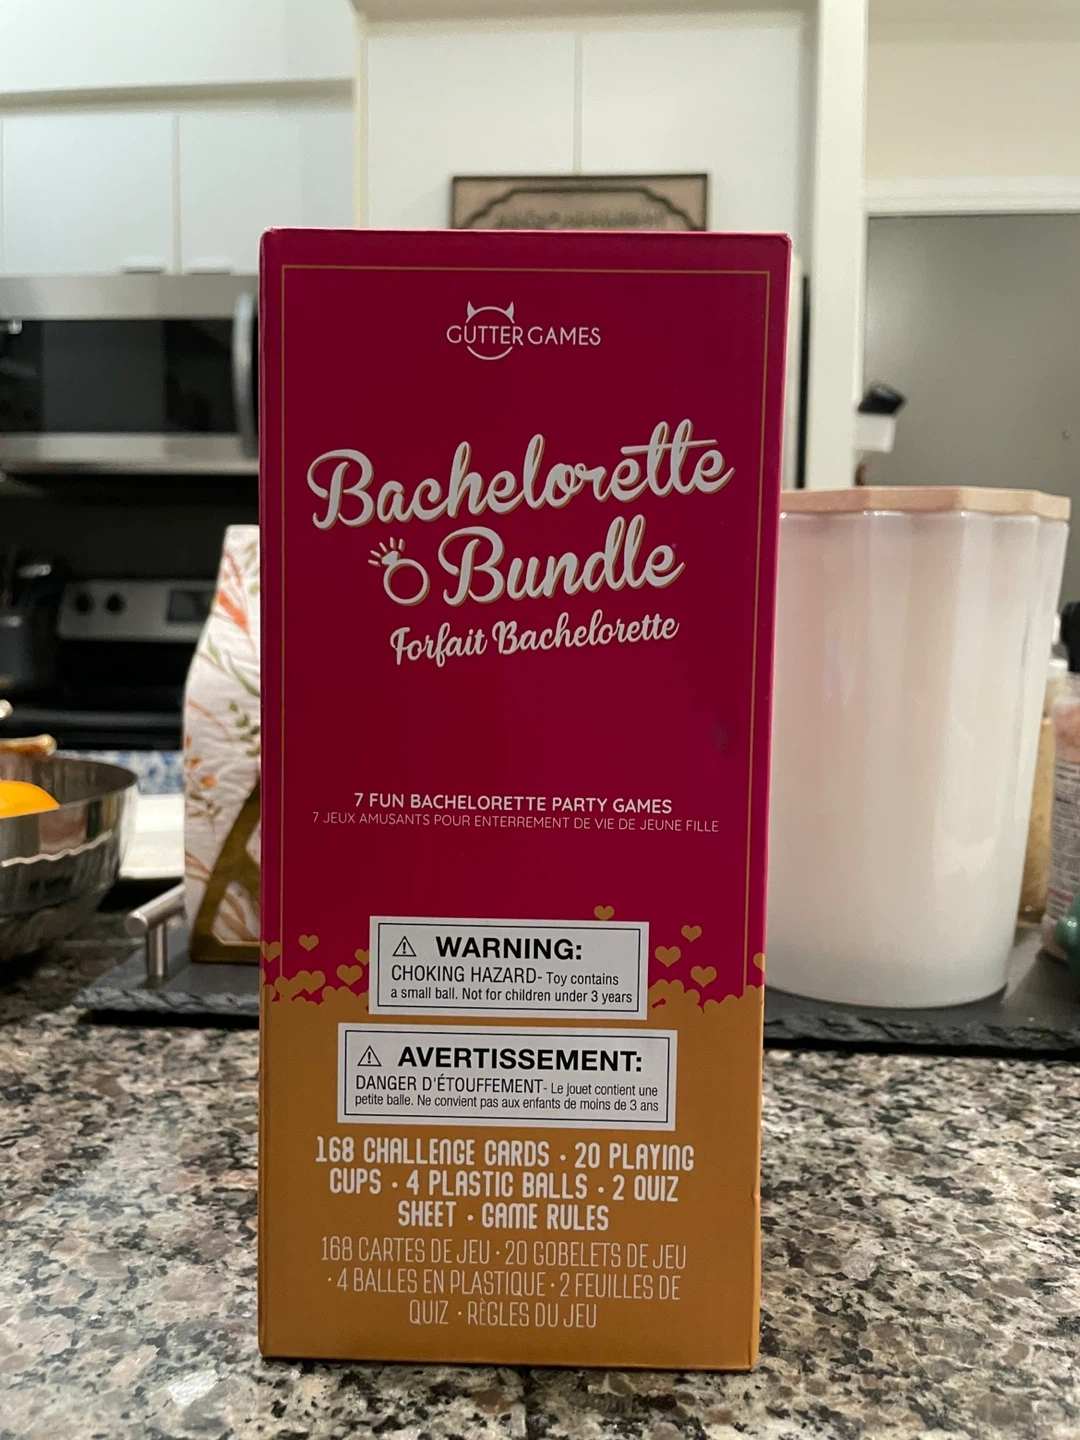 GUTTER GAMES
Bachelorette
Bundle
Forfait Bachelorette
7 FUN BACHELORETTE PARTY GAMES
7 JEUX AMUSANTS POUR ENTERREMENT DE VIE DE JEUNE FILLE
WARNING:
CHOKING HAZARD- Toy contains
a small ball. Not for children under 3 years
AVERTISSEMENT:
DANGER D'ÉTOUFFEMENT- Le jouet contient une
petite balle. Ne convient pas aux enfants de moins de 3 ans
168 CHALLENGE CARDS · 20 PLAYING
CUPS · 4 PLASTIC BALLS · 2 QUIZ
SHEET · GAME RULES
168 CARTES DE JEU · 20 GOBELETS DE JEU
· 4 BALLES EN PLASTIQUE · 2 FEUILLES DE
QUIZ · RÈGLES DU JEU